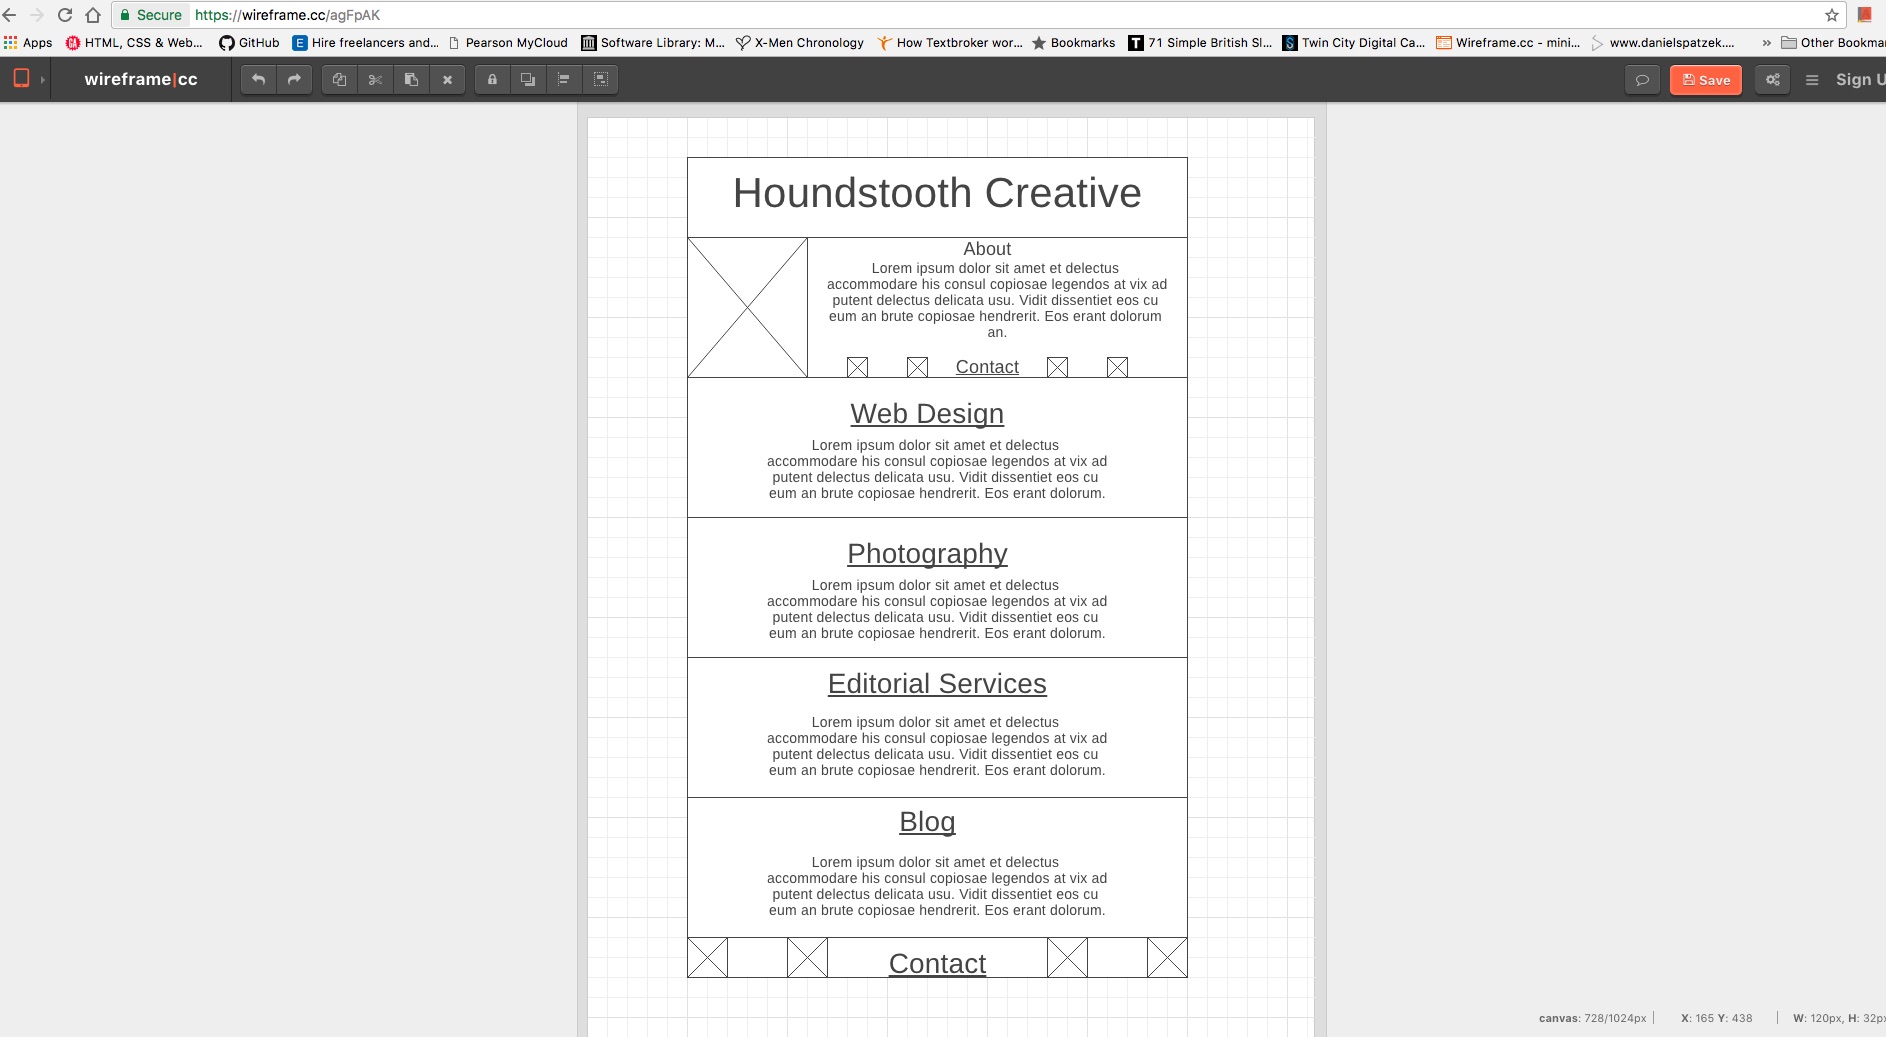 Secure https://wireframe.cc/agFpAK
Apps HTML, CSS & Web... GitHub Hire freelancers and... Pearson MyCloud Software Library: M... X-Men Chronology How Textbroker wor... Bookmarks 71 Simple British Sl... Twin City Digital Ca... Wireframe.cc - mini... www.danielspatzek.... » Other Bookmar
wireframe|cc Save Sign U
Houndstooth Creative
About
Lorem ipsum dolor sit amet et delectus
accommodare his consul copiosae legendos at vix ad
putent delectus delicata usu. Vidit dissentiet eos cu
eum an brute copiosae hendrerit. Eos erant dolorum
an.
Contact
Web Design
Lorem ipsum dolor sit amet et delectus
accommodare his consul copiosae legendos at vix ad
putent delectus delicata usu. Vidit dissentiet eos cu
eum an brute copiosae hendrerit. Eos erant dolorum.
Photography
Lorem ipsum dolor sit amet et delectus
accommodare his consul copiosae legendos at vix ad
putent delectus delicata usu. Vidit dissentiet eos cu
eum an brute copiosae hendrerit. Eos erant dolorum.
Editorial Services
Lorem ipsum dolor sit amet et delectus
accommodare his consul copiosae legendos at vix ad
putent delectus delicata usu. Vidit dissentiet eos cu
eum an brute copiosae hendrerit. Eos erant dolorum.
Blog
Lorem ipsum dolor sit amet et delectus
accommodare his consul copiosae legendos at vix ad
putent delectus delicata usu. Vidit dissentiet eos cu
eum an brute copiosae hendrerit. Eos erant dolorum.
Contact
canvas: 728/1024px X: 165 Y: 438 W: 120px, H: 32px